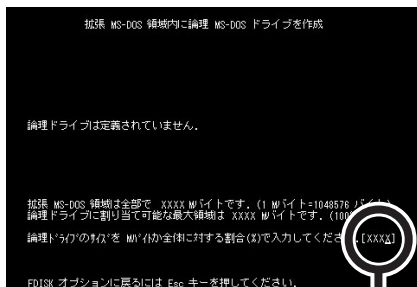 拡張 MS-DOS 領域内に論理 MS-DOS ドライブを作成
論理ドライブは定義されていません.
拡張 MS-DOS 領域は全部で XXXX Mバイトです. (1 Mバイト=1048576 バイト)
論理ドライブに割り当て可能な最大領域は XXXX Mバイトです. (100
論理ﾄﾞﾗｲﾌﾞのｻｲｽﾞを Mﾊﾞｲﾄか全体に対する割合(%)で入力してくださ [XXXX]
FDISK オプションに戻るには Esc キーを押してください.